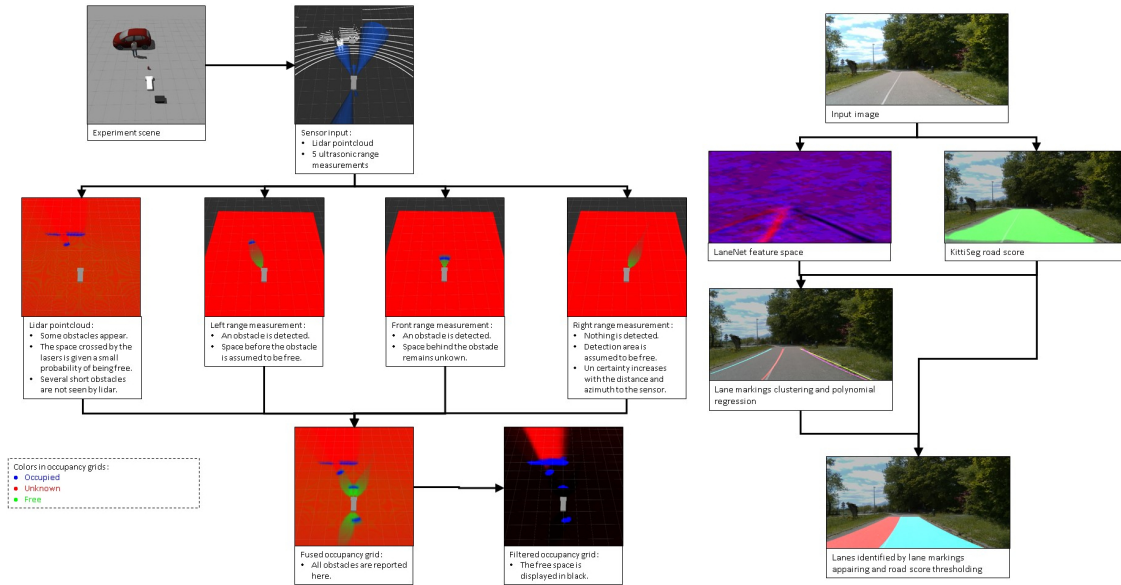 Experiment scene
Sensor input:
• Lidar pointcloud
• 5 ultrasonic range
measurements
Lidar pointcloud:
• Some obstacles appear.
• The space crossed by the
lasers is given a small
probability of being free.
• Several short obstacles
are not seen by lidar.
Left range measurement:
• An obstacle is detected.
• Space before the obstacle
is assumed to be free.
Front range measurement:
• An obstacle is detected.
• Space behind the obstacle
remains unkown.
Right range measurement:
• Nothing is detected.
• Detection area is
assumed to be free.
• Un certainty increases
with the distance and
azimuth to the sensor.
Colors in occupancy grids:
• Occupied
• Unknown
• Free
Fused occupancy grid:
• All obstacles are reported
here.
Filtered occupancy grid:
• The free space is
displayed in black.
Input image
LaneNet feature space
KittiSeg road score
Lane markings clustering and polynomial
regression
Lanes identified by lane markings
appairing and road score thresholding